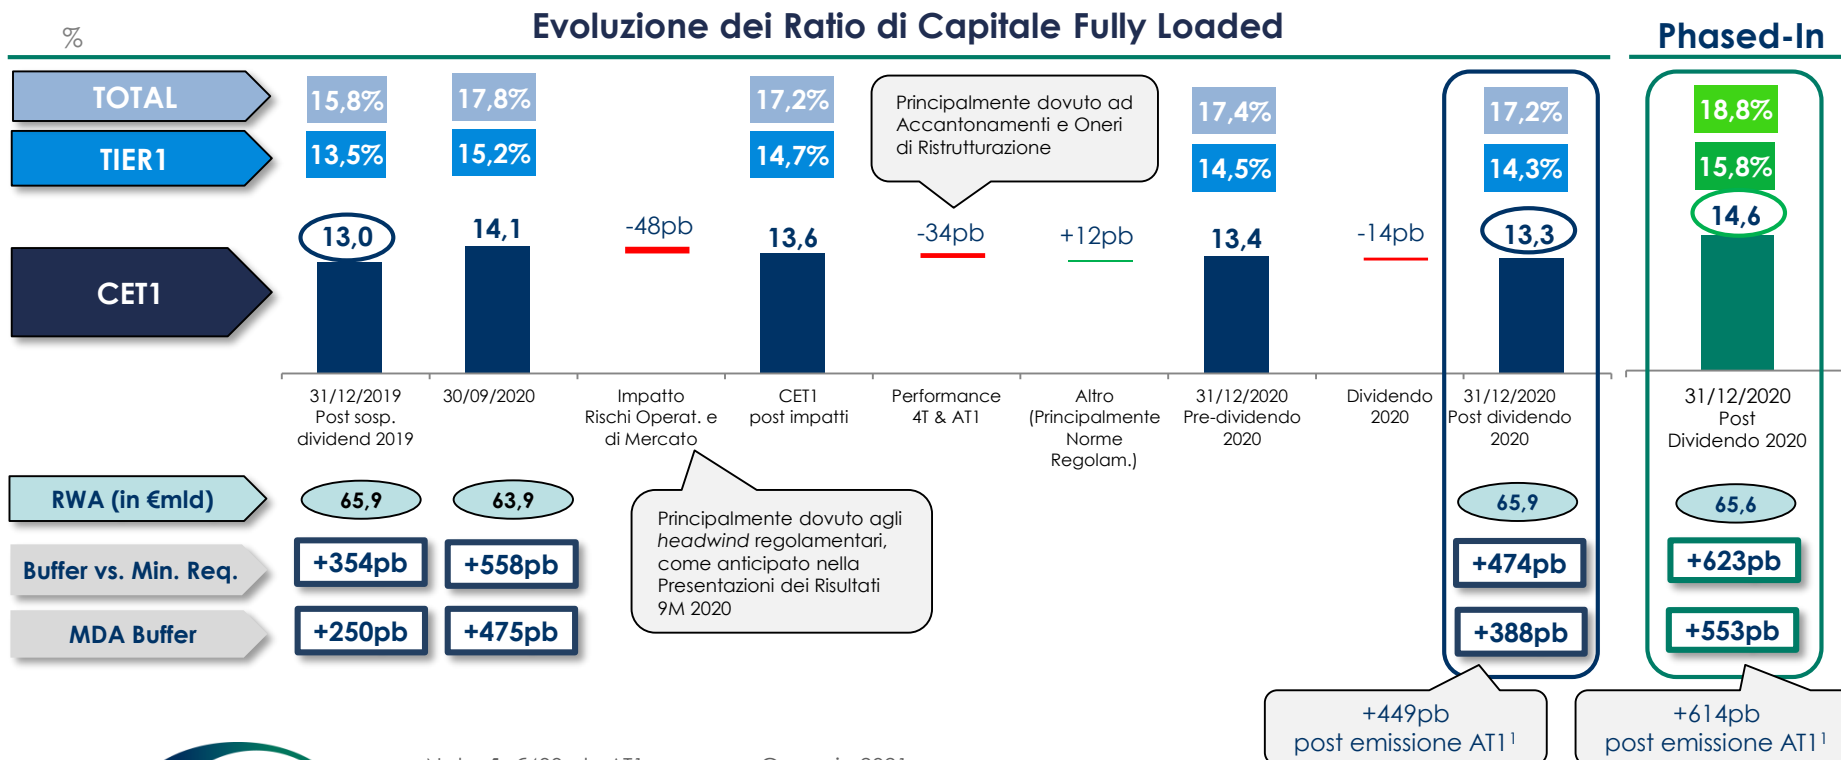 %
Evoluzione dei Ratio di Capitale Fully Loaded
Phased-In
TOTAL
15,8%
17,8%
17,2%
17,4%
17,2%
18,8%
TIER1
13,5%
15,2%
14,7%
14,5%
14,3%
15,8%
Principalmente dovuto ad
Accantonamenti e Oneri
di Ristrutturazione
CET1
13,0
14,1
-48pb
13,6
-34pb
+12pb
13,4
-14pb
13,3
14,6
31/12/2019
Post sosp.
dividend 2019
30/09/2020
Impatto
Rischi Operat. e
di Mercato
CET1
post impatti
Performance
4T & AT1
Altro
(Principalmente
Norme
Regolam.)
31/12/2020
Pre-dividendo
2020
Dividendo
2020
31/12/2020
Post dividendo
2020
31/12/2020
Post
Dividendo 2020
RWA (in €mld)
65,9
63,9
65,9
65,6
Principalmente dovuto agli
headwind regolamentari,
come anticipato nella
Presentazioni dei Risultati
9M 2020
Buffer vs. Min. Req.
+354pb
+558pb
+474pb
+623pb
MDA Buffer
+250pb
+475pb
+388pb
+553pb
+449pb
post emissione AT1¹
+614pb
post emissione AT1¹